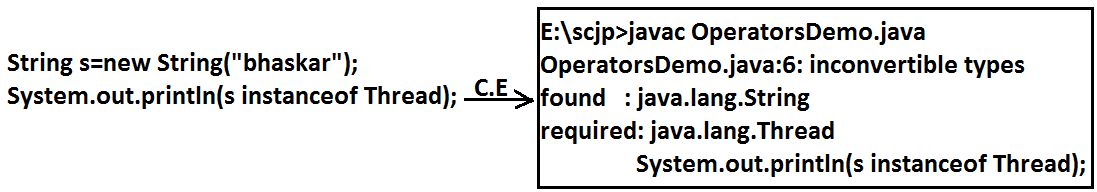 String s=new String("bhaskar");
System.out.println(s instanceof Thread);
C.E
E:\scjp>javac OperatorsDemo.java
OperatorsDemo.java:6: inconvertible types
found   : java.lang.String
required: java.lang.Thread
System.out.println(s instanceof Thread);